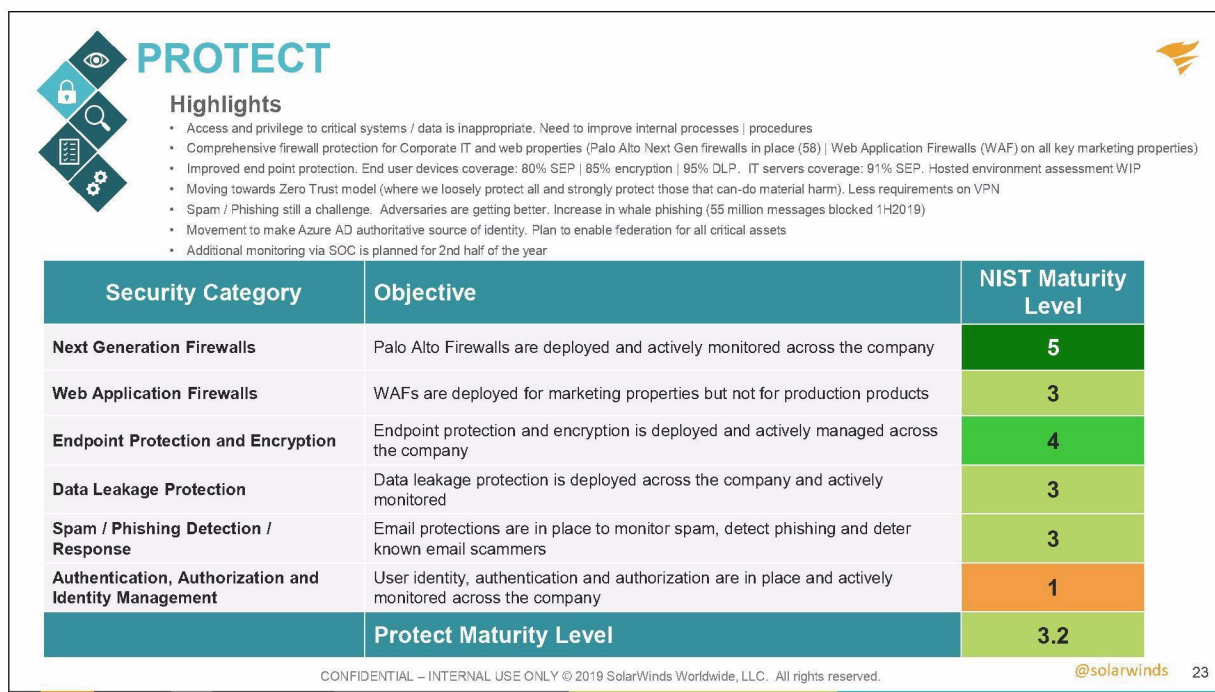 PROTECT
Highlights
• Access and privilege to critical systems / data is inappropriate. Need to improve internal processes | procedures
• Comprehensive firewall protection for Corporate IT and web properties (Palo Alto Next Gen firewalls in place (58) | Web Application Firewalls (WAF) on all key marketing properties)
• Improved end point protection. End user devices coverage: 80% SEP | 85% encryption | 95% DLP. IT servers coverage: 91% SEP. Hosted environment assessment WIP
• Moving towards Zero Trust model (where we loosely protect all and strongly protect those that can-do material harm). Less requirements on VPN
• Spam / Phishing still a challenge. Adversaries are getting better. Increase in whale phishing (55 million messages blocked 1H2019)
• Movement to make Azure AD authoritative source of identity. Plan to enable federation for all critical assets
• Additional monitoring via SOC is planned for 2nd half of the year
Security Category
Objective
NIST Maturity
Level
Next Generation Firewalls
Palo Alto Firewalls are deployed and actively monitored across the company
5
Web Application Firewalls
WAFs are deployed for marketing properties but not for production products
3
Endpoint Protection and Encryption
Endpoint protection and encryption is deployed and actively managed across
the company
4
Data Leakage Protection
Data leakage protection is deployed across the company and actively
monitored
3
Spam / Phishing Detection /
Response
Email protections are in place to monitor spam, detect phishing and deter
known email scammers
3
Authentication, Authorization and
Identity Management
User identity, authentication and authorization are in place and actively
monitored across the company
1
Protect Maturity Level
3.2
CONFIDENTIAL – INTERNAL USE ONLY © 2019 SolarWinds Worldwide, LLC. All rights reserved.
@solarwinds
23